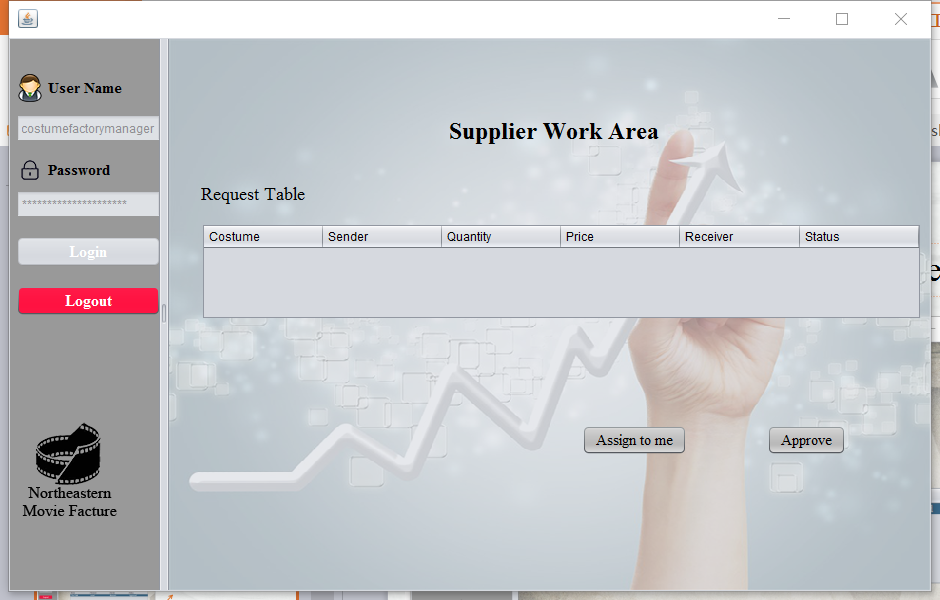 User Name
costumefactorymanager
Password
*********************
Login
Logout
Northeastern
Movie Facture
Supplier Work Area
Request Table
Costume Sender Quantity Price Receiver Status
Assign to me Approve